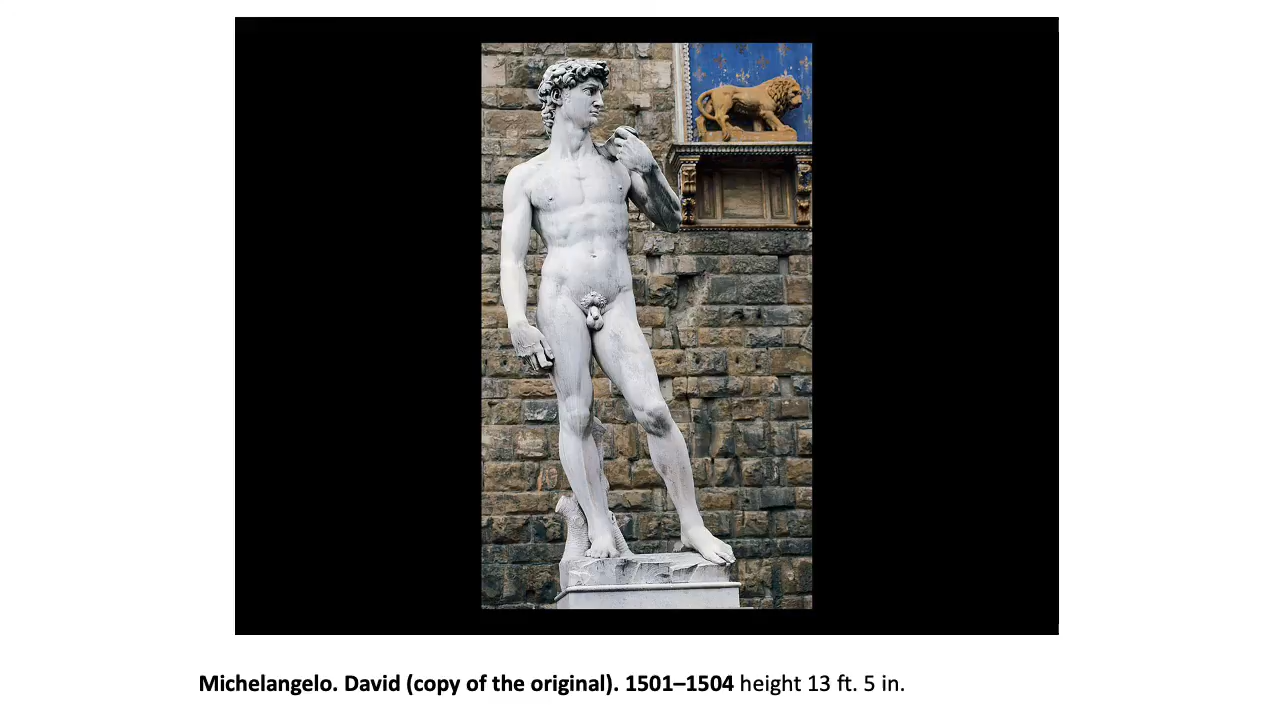 Michelangelo. David (copy of the original). 1501–1504 height 13 ft. 5 in.